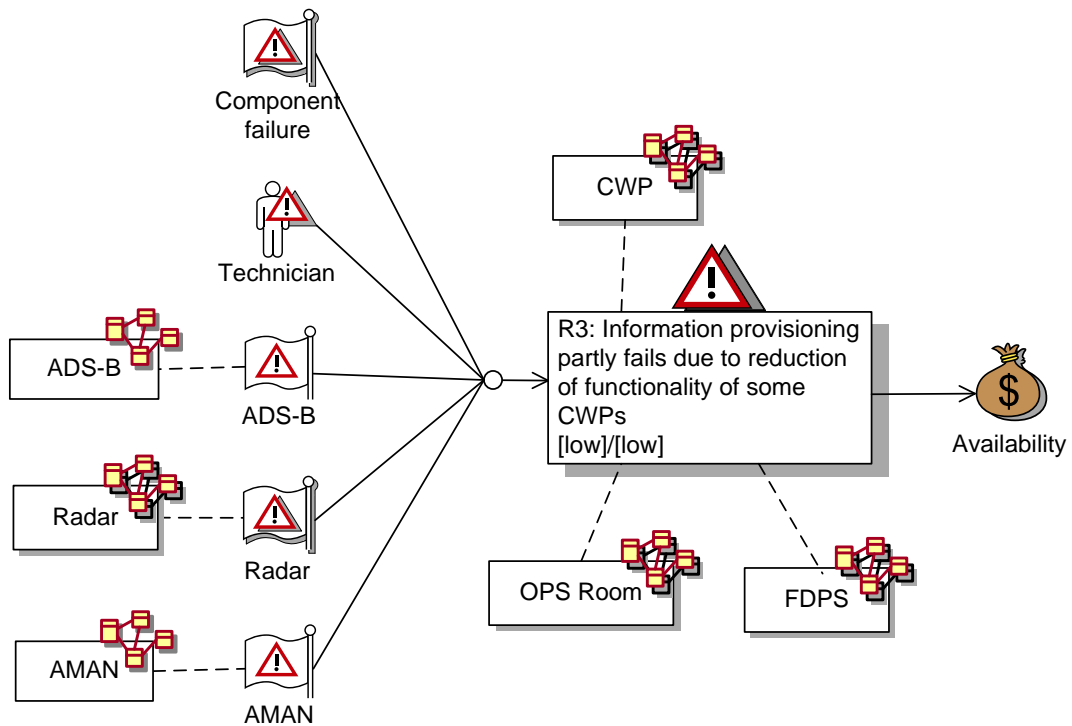 Component
failure
CWP
Technician
R3: Information provisioning
partly fails due to reduction
of functionality of some
CWPs
[low]/[low]
ADS-B
ADS-B
$
Availability
Radar
Radar
OPS Room
FDPS
AMAN
AMAN